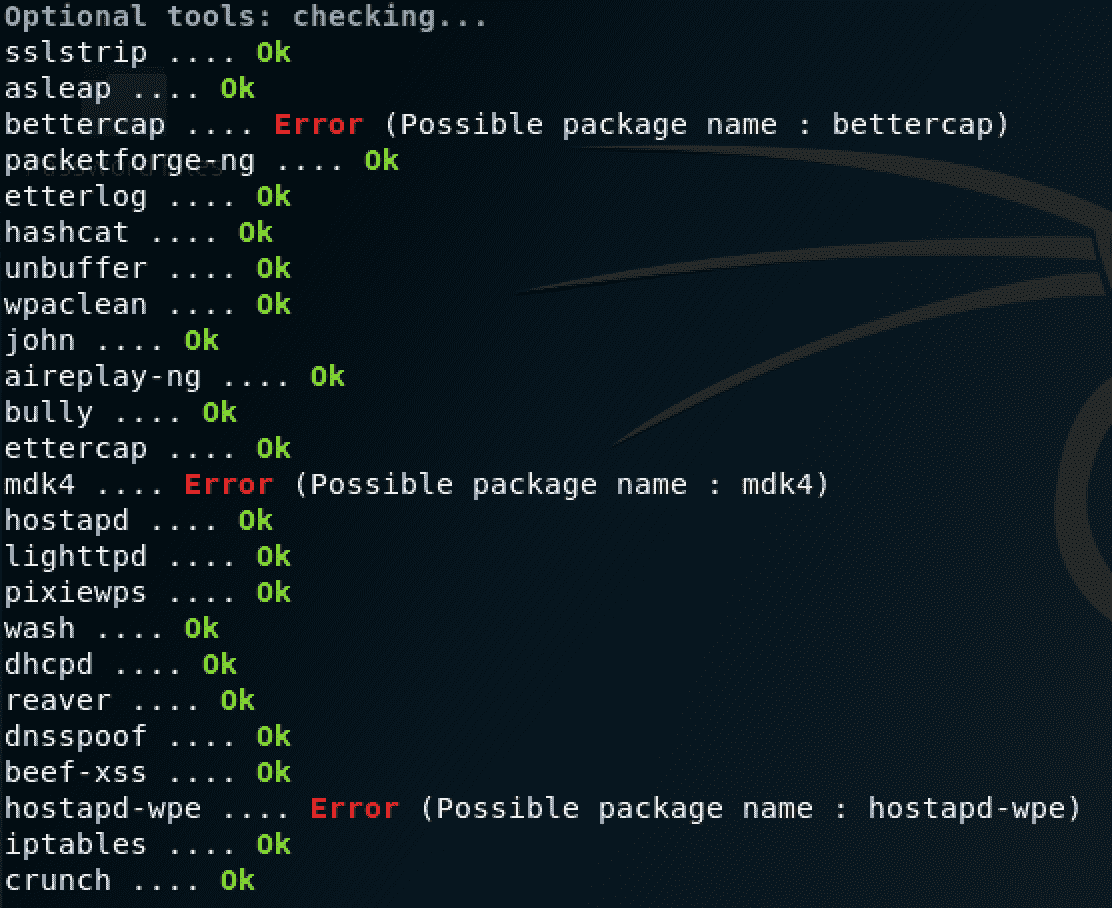 Optional tools: checking...
sslstrip .... Ok
asleap .... Ok
bettercap .... Error (Possible package name : bettercap)
packetforge-ng .... Ok
etterlog .... Ok
hashcat .... Ok
unbuffer .... Ok
wpaclean .... Ok
john .... Ok
aireplay-ng .... Ok
bully .... Ok
ettercap .... Ok
mdk4 .... Error (Possible package name : mdk4)
hostapd .... Ok
lighttpd .... Ok
pixiewps .... Ok
wash .... Ok
dhcpd .... Ok
reaver .... Ok
dnsspoof .... Ok
beef-xss .... Ok
hostapd-wpe .... Error (Possible package name : hostapd-wpe)
iptables .... Ok
crunch .... Ok